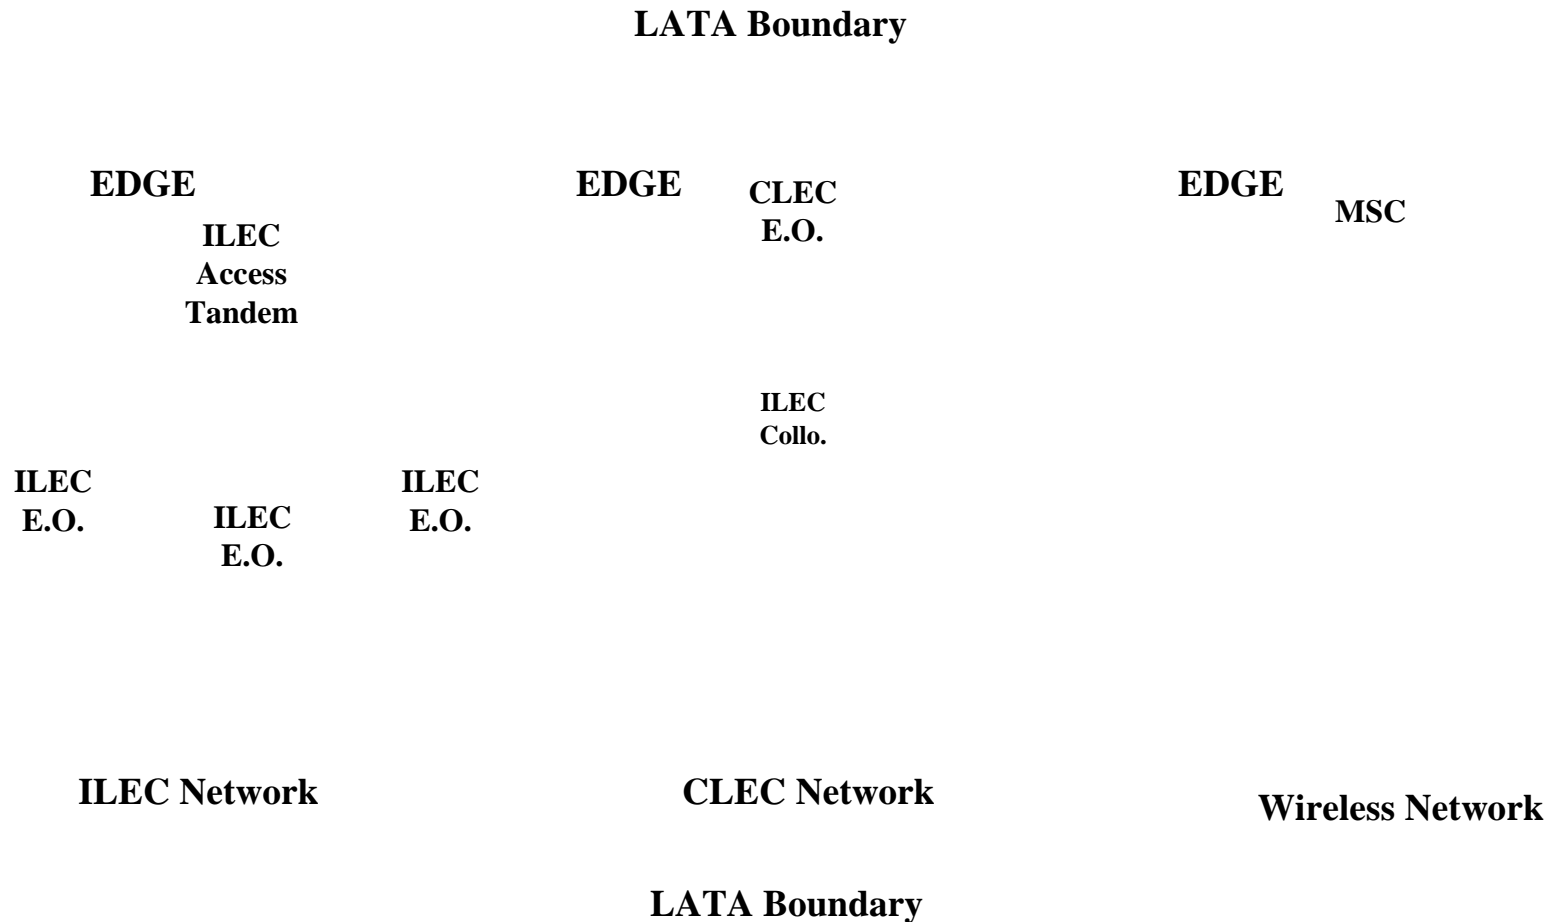 LATA Boundary
EDGE
ILEC
Access
Tandem
EDGE
CLEC
E.O.
EDGE
MSC
ILEC
Collo.
ILEC
E.O.
ILEC
E.O.
ILEC
E.O.
ILEC Network
CLEC Network
Wireless Network
LATA Boundary